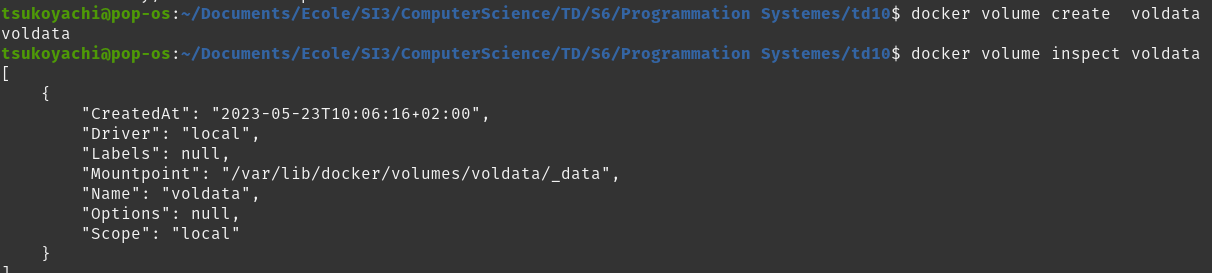 tsukoyachi@pop-os:~/Documents/Ecole/SI3/ComputerScience/TD/S6/Programmation Systemes/td10$ docker volume create  voldata
voldata
tsukoyachi@pop-os:~/Documents/Ecole/SI3/ComputerScience/TD/S6/Programmation Systemes/td10$ docker volume inspect voldata
[
    {
        "CreatedAt": "2023-05-23T10:06:16+02:00",
        "Driver": "local",
        "Labels": null,
        "Mountpoint": "/var/lib/docker/volumes/voldata/_data",
        "Name": "voldata",
        "Options": null,
        "Scope": "local"
    }
]